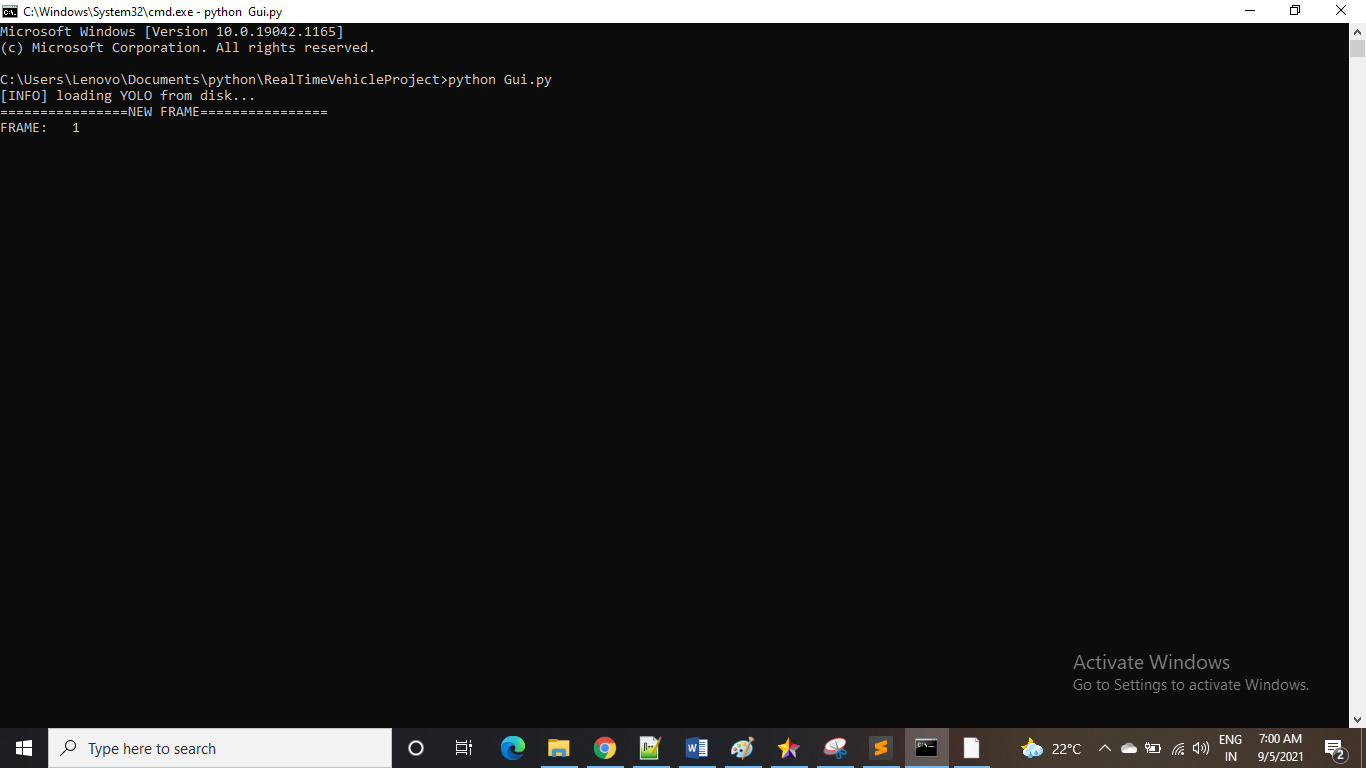 C:\Windows\System32\cmd.exe - python  Gui.py
Microsoft Windows [Version 10.0.19042.1165]
(c) Microsoft Corporation. All rights reserved.
C:\Users\Lenovo\Documents\python\RealTimeVehicleProject>python Gui.py
[INFO] loading YOLO from disk...
================NEW FRAME================
FRAME:   1
Activate Windows
Go to Settings to activate Windows.
Type here to search
22°C
ENG
IN
7:00 AM
9/5/2021
2